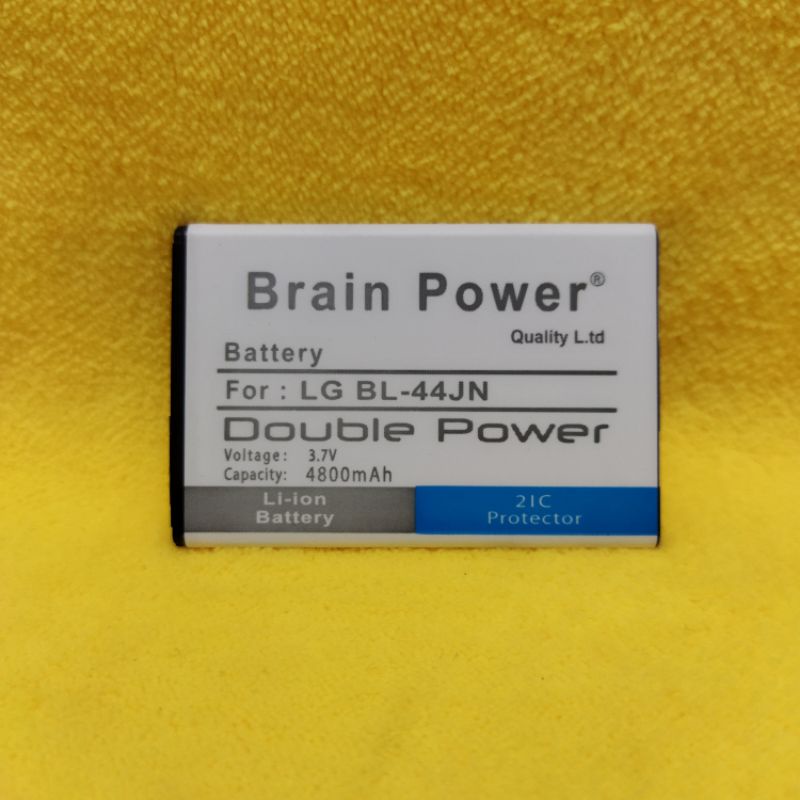 Brain Power®
Quality L.td
Battery
For : LG BL-44JN
Double Power
Voltage: 3.7V
Capacity: 4800mAh
Li-ion
Battery
2IC
Protector